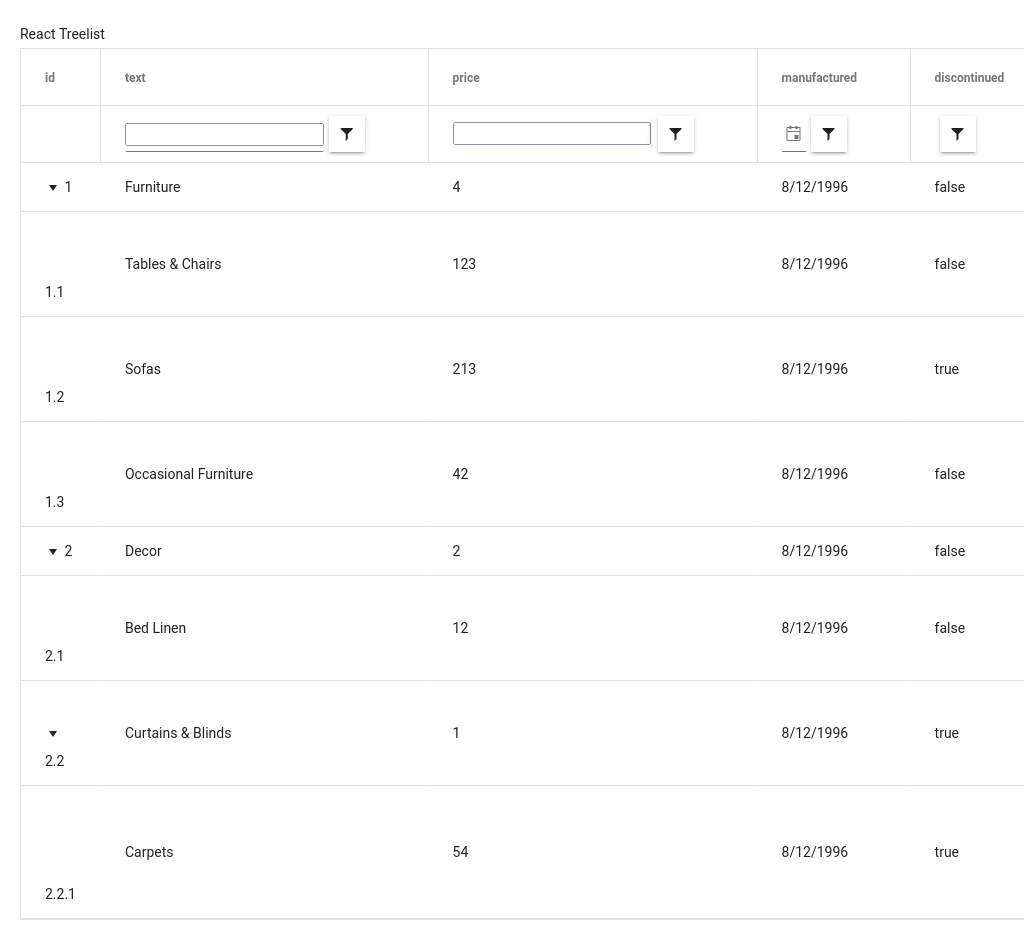 React Treelist
id text price manufactured discontinued
1 Furniture 4 8/12/1996 false
Tables & Chairs 123 8/12/1996 false
1.1
Sofas 213 8/12/1996 true
1.2
Occasional Furniture 42 8/12/1996 false
1.3
2 Decor 2 8/12/1996 false
Bed Linen 12 8/12/1996 false
2.1
Curtains & Blinds 1 8/12/1996 true
2.2
Carpets 54 8/12/1996 true
2.2.1